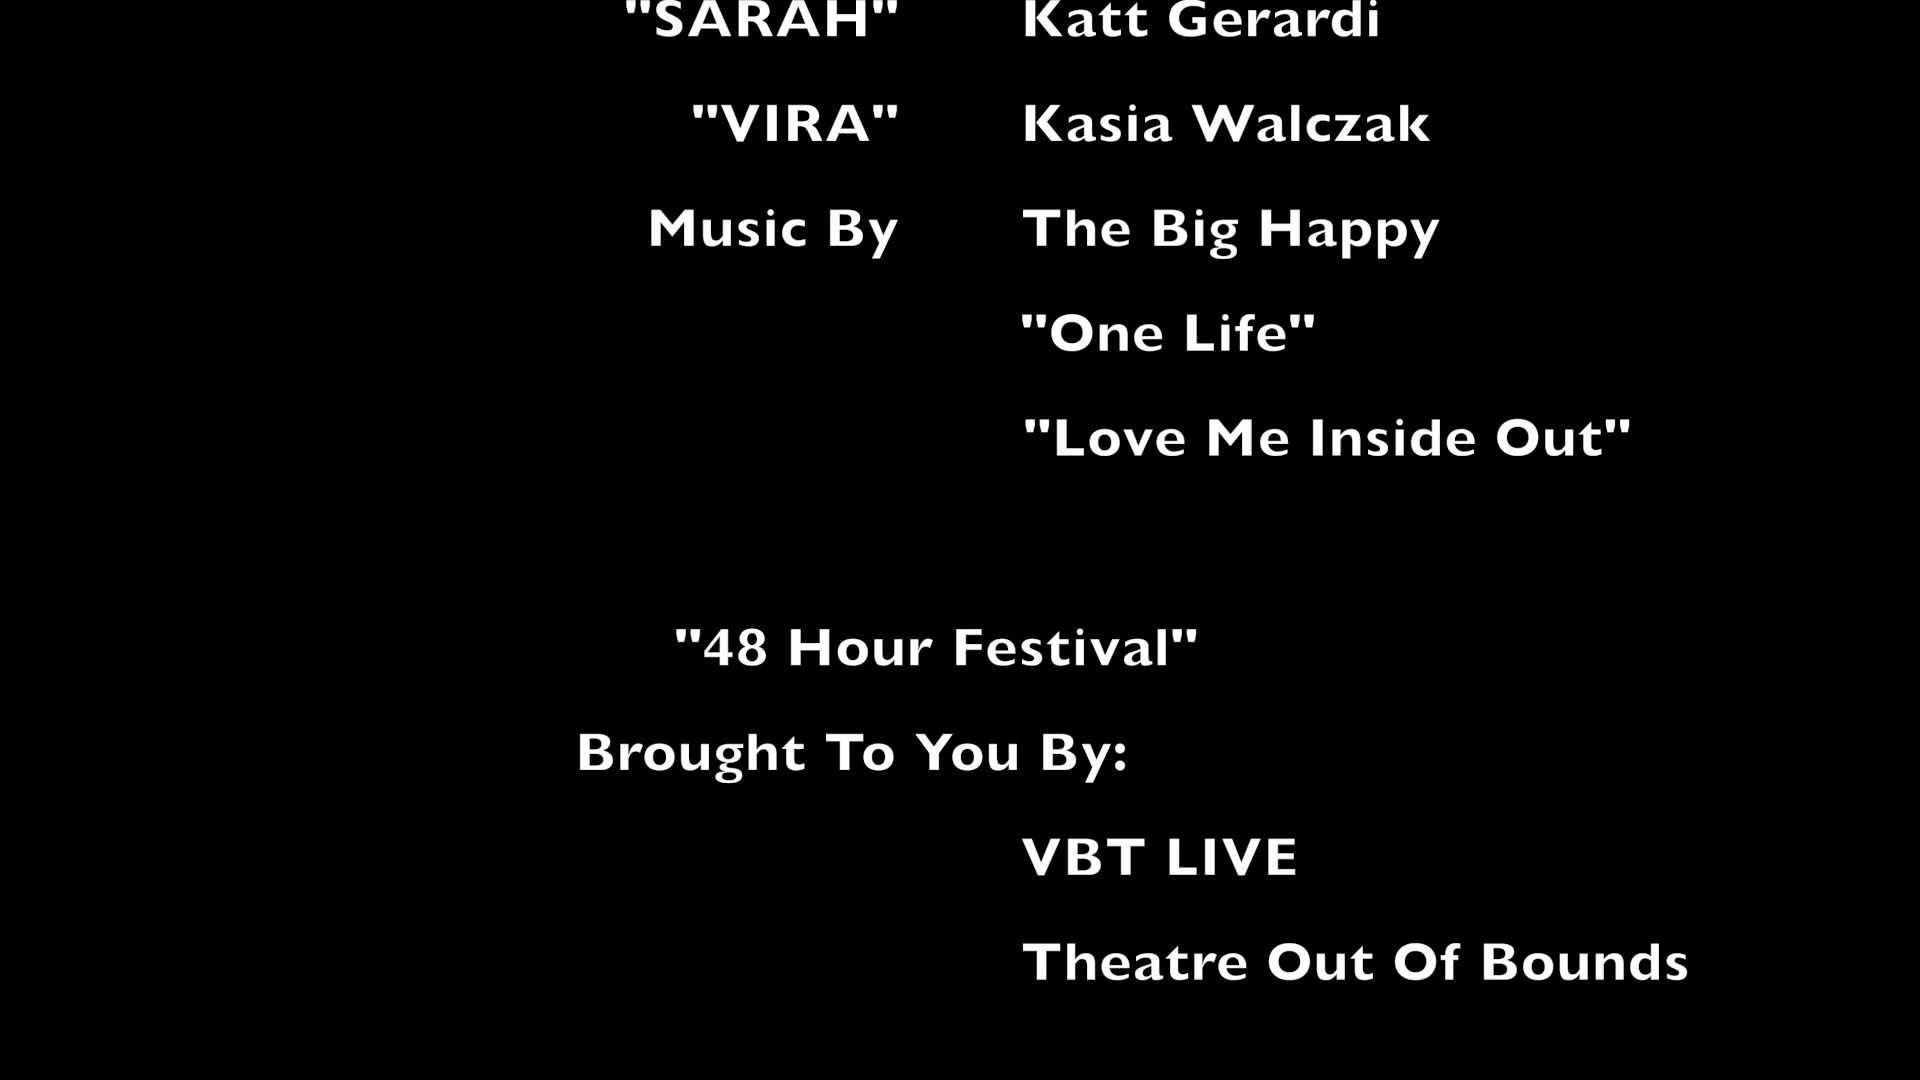 "SARAH" Katt Gerardi
"VIRA" Kasia Walczak
Music By The Big Happy
"One Life"
"Love Me Inside Out"
"48 Hour Festival"
Brought To You By:
VBT LIVE
Theatre Out Of Bounds